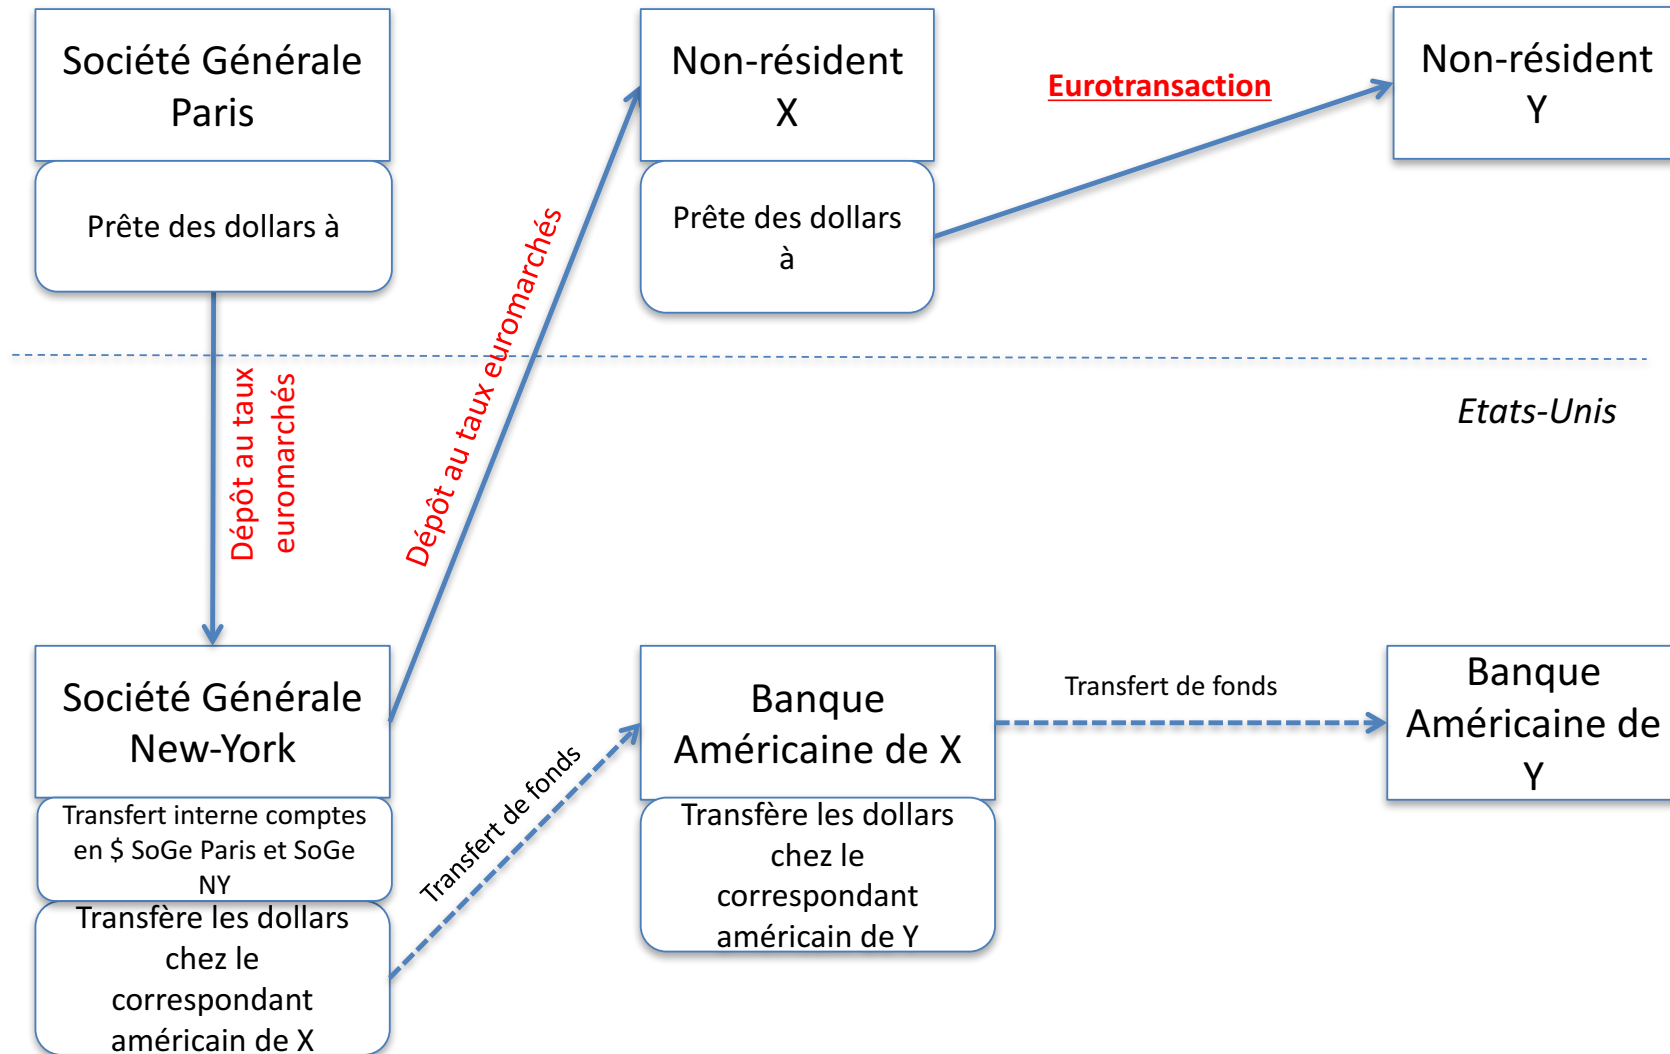 Société Générale
Paris
Prête des dollars à
Non-résident
X
Prête des dollars
à
Eurotransaction
Non-résident
Y
Dépôt au taux
euromarchés
Dépôt au taux euromarchés
Etats-Unis
Société Générale
New-York
Transfert interne comptes
en $ SoGe Paris et SoGe
NY
Transfère les dollars
chez le
correspondant
américain de X
Transfert de fonds
Banque
Américaine de X
Transfère les dollars
chez le
correspondant
américain de Y
Transfert de fonds
Banque
Américaine de
Y